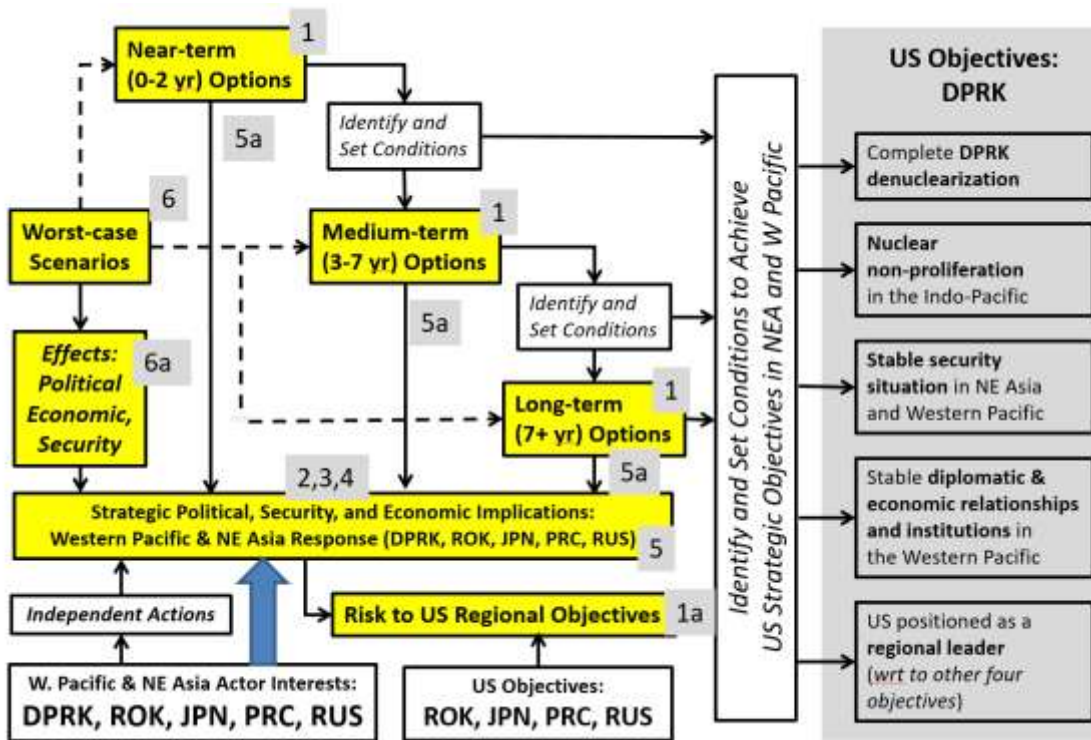 1
Near-term
(0-2 yr) Options
5a
Identify and
Set Conditions
6
Worst-case
Scenarios
1
Medium-term
(3-7 yr) Options
5a
Identify and
Set Conditions
Effects:
Political
Economic,
Security
6a
1
Long-term
(7+ yr) Options
5a
2,3,4
Strategic Political, Security, and Economic Implications:
Western Pacific & NE Asia Response (DPRK, ROK, JPN, PRC, RUS)
5
Independent Actions
Risk to US Regional Objectives
1a
W. Pacific & NE Asia Actor Interests:
DPRK, ROK, JPN, PRC, RUS
US Objectives:
ROK, JPN, PRC, RUS
Identify and Set Conditions to Achieve
US Strategic Objectives in NEA and W Pacific
US Objectives:
DPRK
Complete DPRK
denuclearization
Nuclear
non-proliferation
in the Indo-Pacific
Stable security
situation in NE Asia
and Western Pacific
Stable diplomatic &
economic relationships
and institutions in
the Western Pacific
US positioned as a
regional leader
(wrt to other four
objectives)